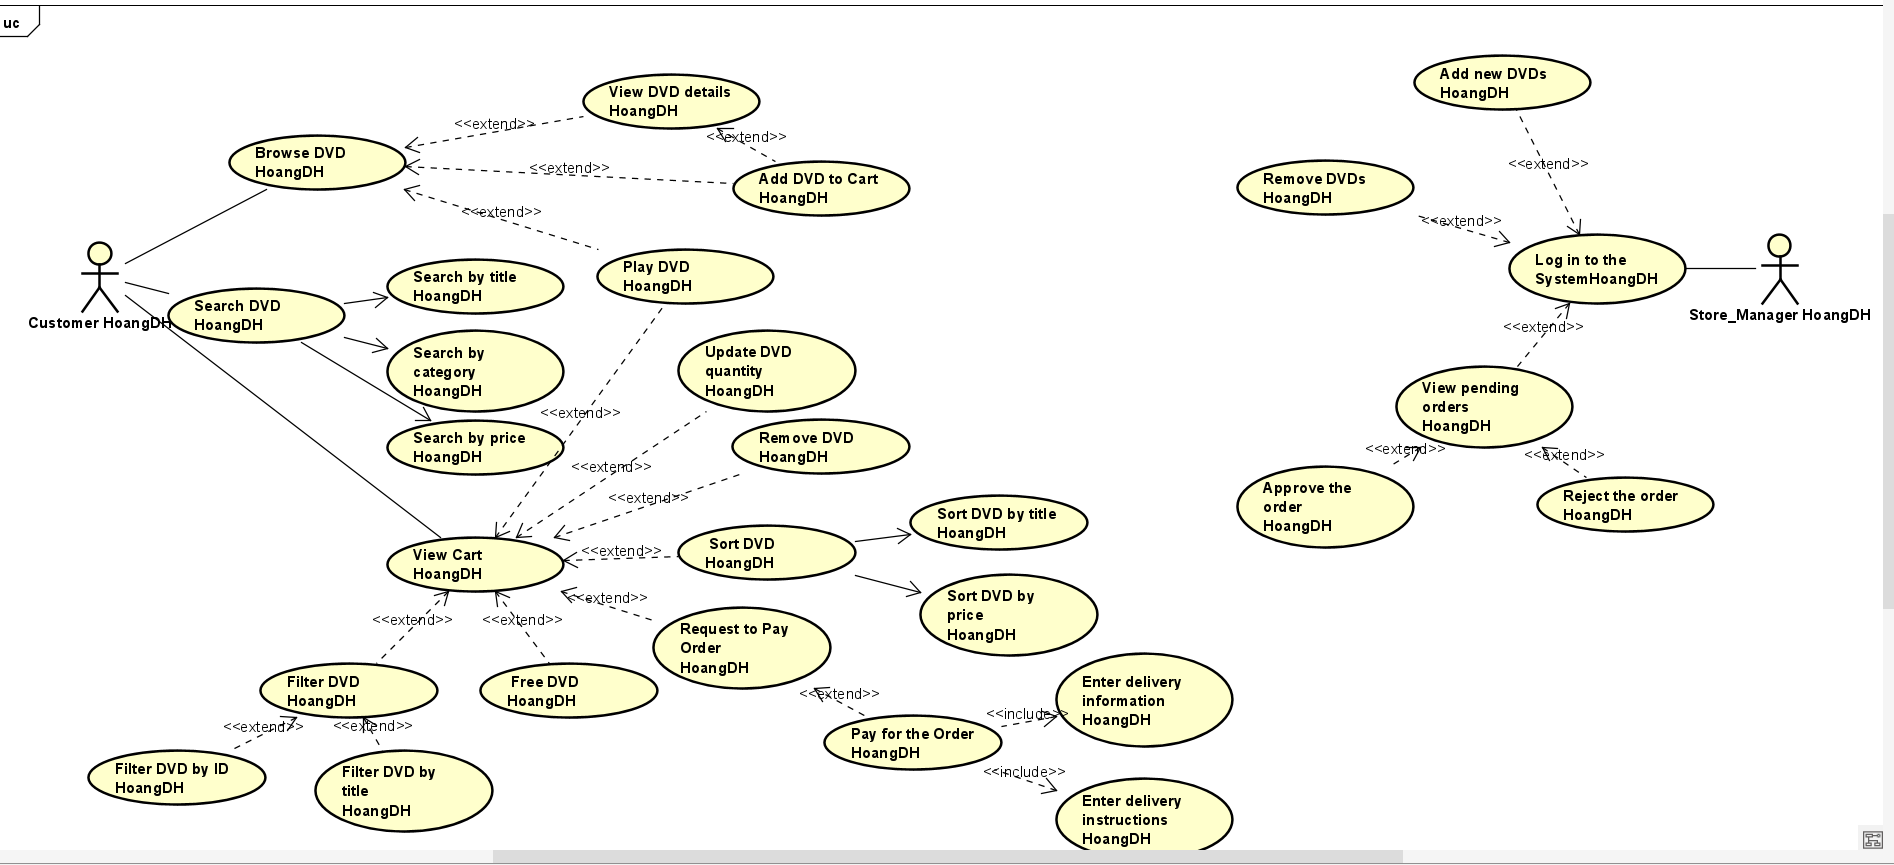 uc
View DVD details
HoangDH
<<extend>>
<<extend>>
Browse DVD
HoangDH
<<extend>>
Add DVD to Cart
HoangDH
<<extend>>
Customer HoangDH
Search DVD
HoangDH
Search by title
HoangDH
Play DVD
HoangDH
Search by
category
HoangDH
Search by price
HoangDH
Update DVD
quantity
HoangDH
<<extend>>
<<extend>>
Remove DVD
HoangDH
<<extend>>
View Cart
HoangDH
<<extend>>
Sort DVD
HoangDH
Sort DVD by title
HoangDH
Sort DVD by
price
HoangDH
<<extend>>
<<extend>>
<<extend>>
Request to Pay
Order
HoangDH
Filter DVD
HoangDH
Free DVD
HoangDH
<<extend>>
<<extend>>
Filter DVD by ID
HoangDH
Filter DVD by
title
HoangDH
<<extend>>
Pay for the Order
HoangDH
<<include>>
Enter delivery
information
HoangDH
<<include>>
Enter delivery
instructions
HoangDH
Add new DVDs
HoangDH
<<extend>>
Remove DVDs
HoangDH
<<extend>>
Log in to the
SystemHoangDH
Store_Manager HoangDH
<<extend>>
View pending
orders
HoangDH
<<extend>>
<<extend>>
Approve the
order
HoangDH
Reject the order
HoangDH